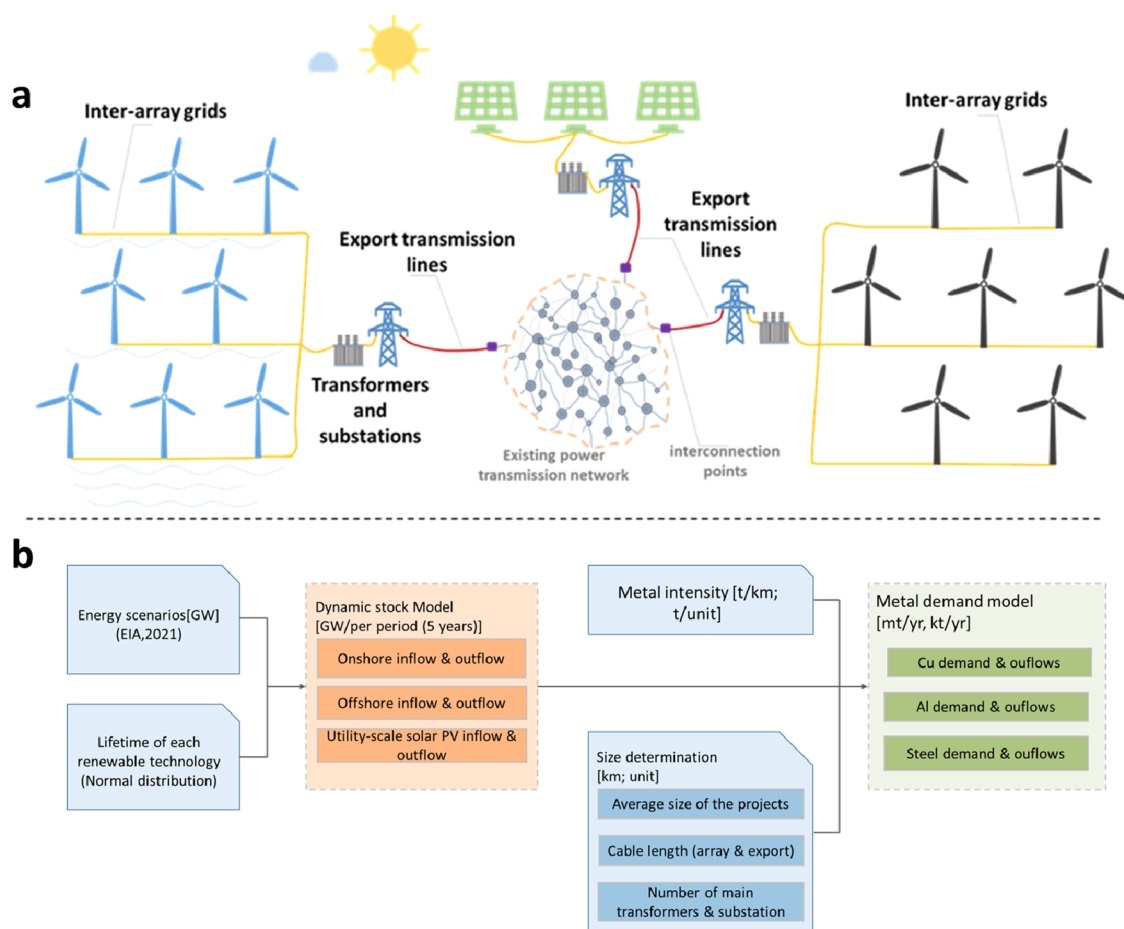 a
Inter-array grids
Inter-array grids
Export transmission
lines
Export
transmission
lines
Transformers
and
substations
Existing power
transmission network
interconnection
points
b
Energy scenarios[GW]
(EIA,2021)
Lifetime of each
renewable technology
(Normal distribution)
Dynamic stock Model
[GW/per period (5 years)]
Onshore inflow & outflow
Offshore inflow & outflow
Utility-scale solar PV inflow &
outflow
Metal intensity [t/km;
t/unit]
Size determination
[km; unit]
Average size of the projects
Cable length (array & export)
Number of main
transformers & substation
Metal demand model
[mt/yr, kt/yr]
Cu demand & ouflows
Al demand & ouflows
Steel demand & ouflows